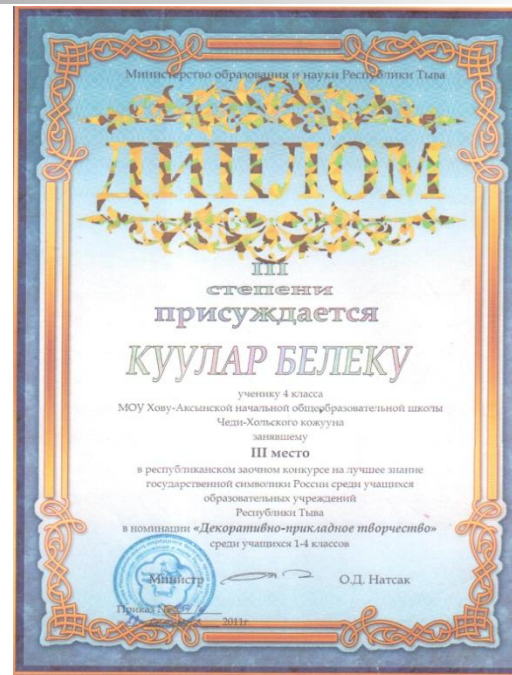 Министерство образования и науки Республики Тыва
ДИПЛОМ
III
степени
присуждается
КУУЛАР БЕЛЕКУ
ученику 4 класса
МОУ Хову-Аксынской начальной общеобразовательной школы
Чеди-Хольского кожууна
занявшему
III место
в республиканском заочном конкурсе на лучшее знание
государственной символики России среди учащихся
образовательных учреждений
Республики Тыва
в номинации «Декоративно-прикладное творчество»
среди учащихся 1-4 классов
Министр О.Д. Натсак
Приказ №
2011г